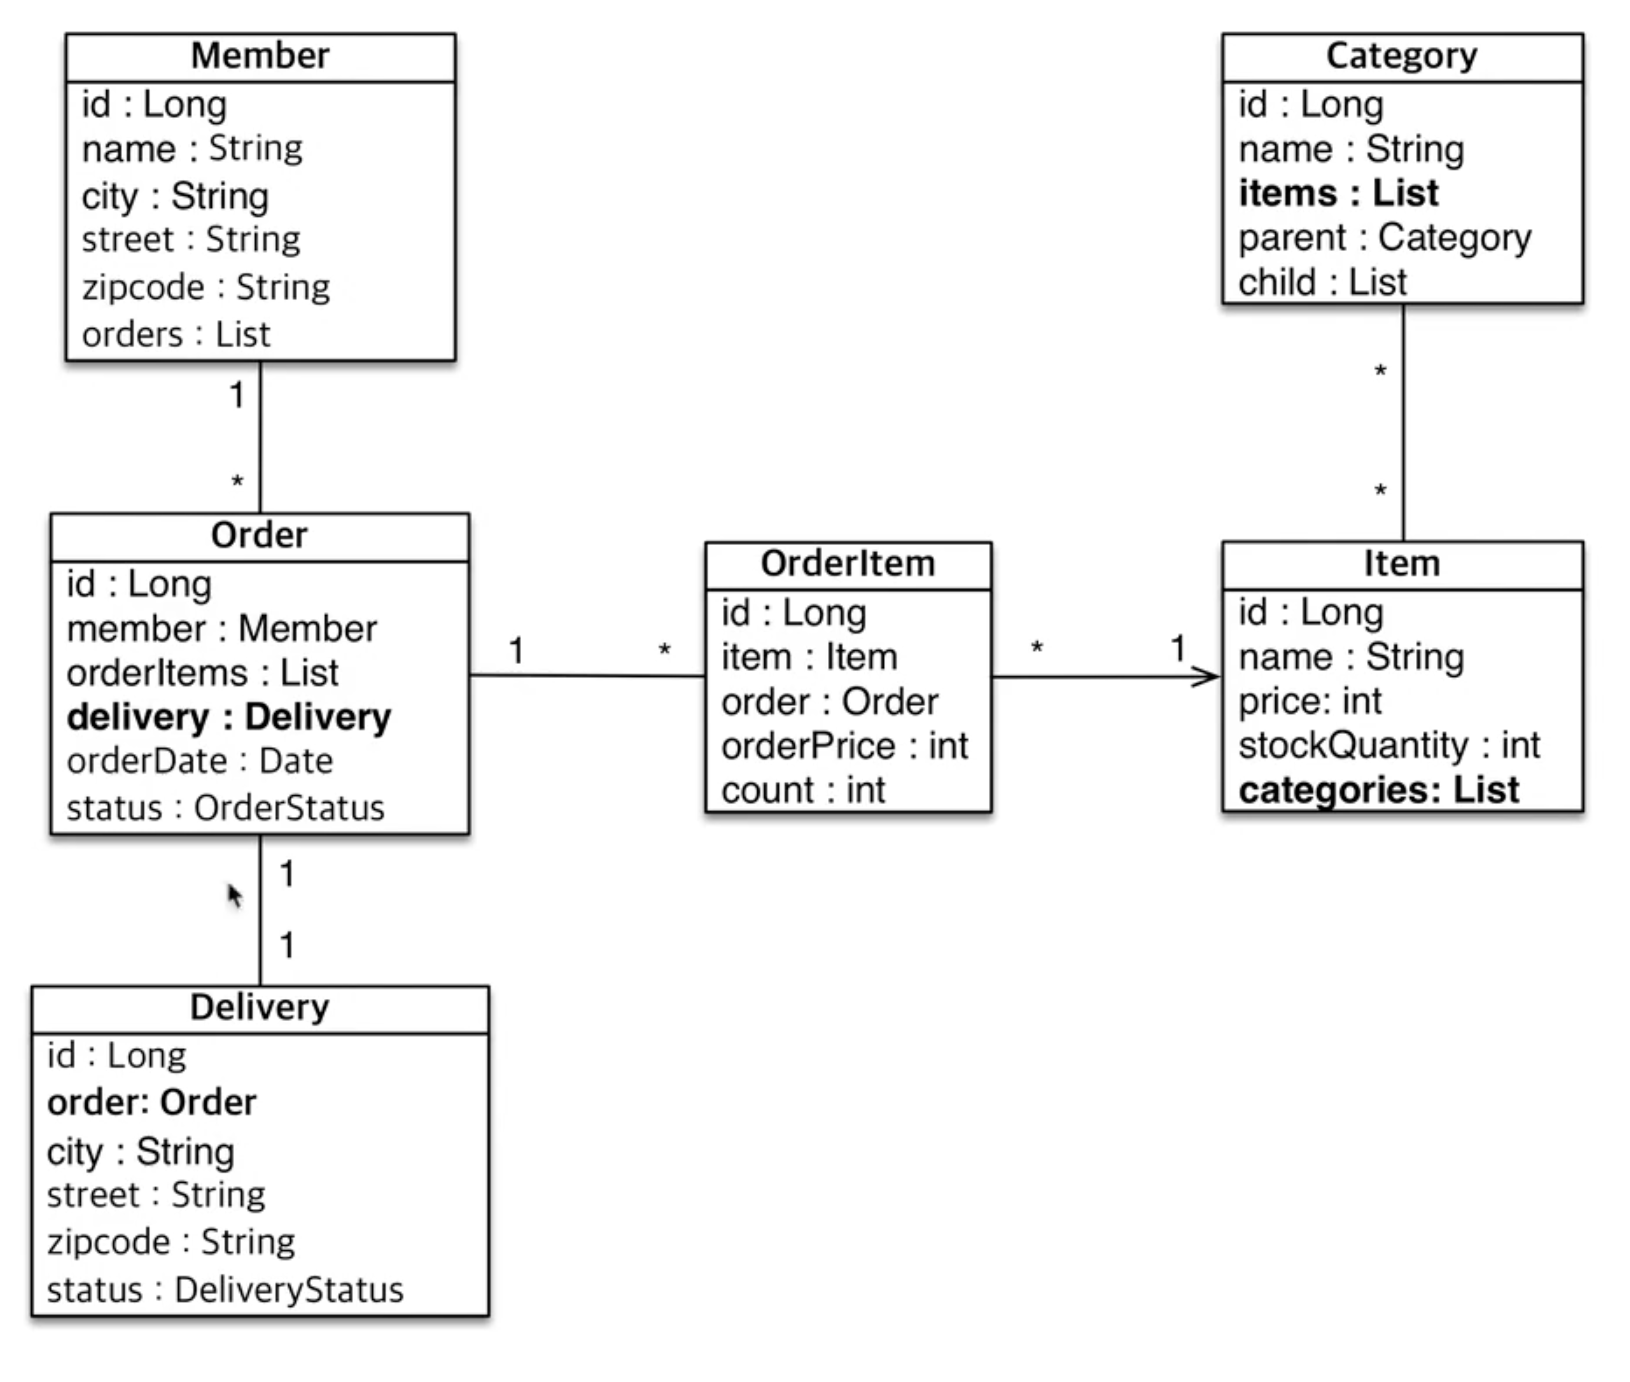 Member
id : Long
name : String
city : String
street : String
zipcode : String
orders : List
1
*
Order
id : Long
member : Member
orderItems : List
delivery : Delivery
orderDate : Date
status : OrderStatus
1
*
OrderItem
id : Long
item : Item
order : Order
orderPrice : int
count : int
*
1
Category
id : Long
name : String
items : List
parent : Category
child : List
*
*
Item
id : Long
name : String
price: int
stockQuantity : int
categories: List
1
1
Delivery
id : Long
order: Order
city : String
street : String
zipcode : String
status : DeliveryStatus